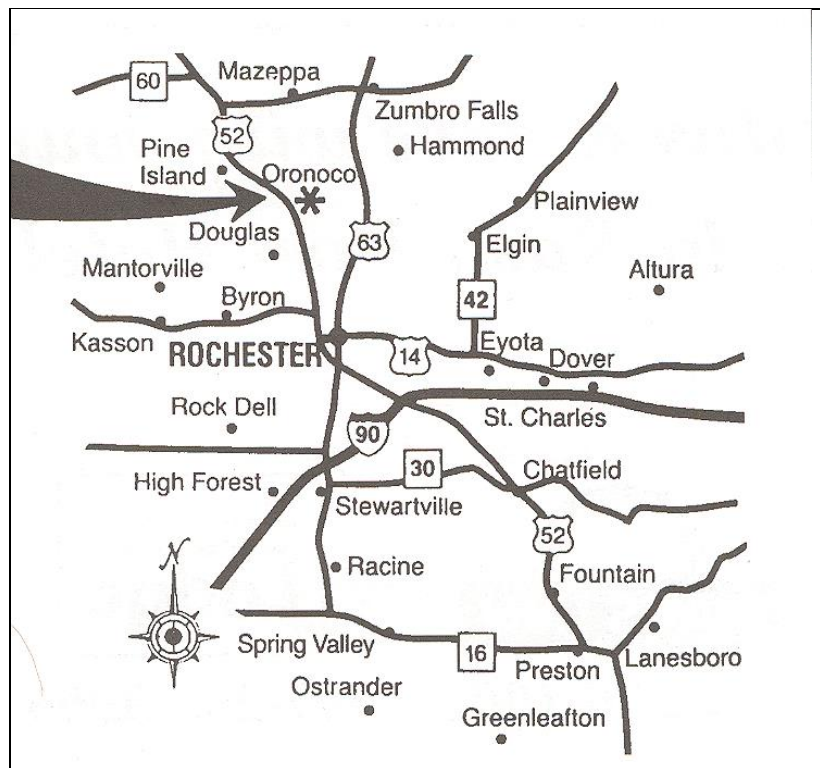 60
Mazeppa
Zumbro Falls
52
Hammond
Pine
Island
Oronoco
Plainview
Douglas
63
Elgin
Mantorville
Altura
Byron
42
Kasson
ROCHESTER
14
Eyota
Dover
Rock Dell
St. Charles
90
High Forest
30
Chatfield
Stewartville
52
N
Racine
Fountain
Spring Valley
16
Preston
Lanesboro
Ostrander
Greenleafton